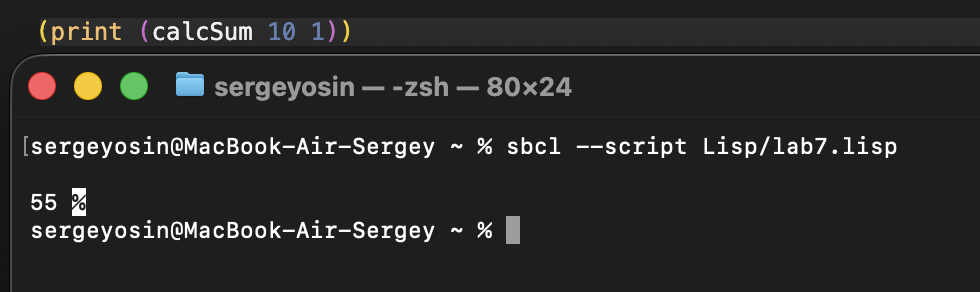 (print (calcSum 10 1))
sergeyosin — -zsh — 80×24
[sergeyosin@MacBook-Air-Sergey ~ % sbcl --script Lisp/lab7.lisp
55 %
sergeyosin@MacBook-Air-Sergey ~ %